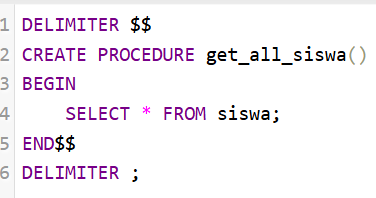 1 DELIMITER $$
2 CREATE PROCEDURE get_all_siswa()
3 BEGIN
4     SELECT * FROM siswa;
5 END$$
6 DELIMITER ;